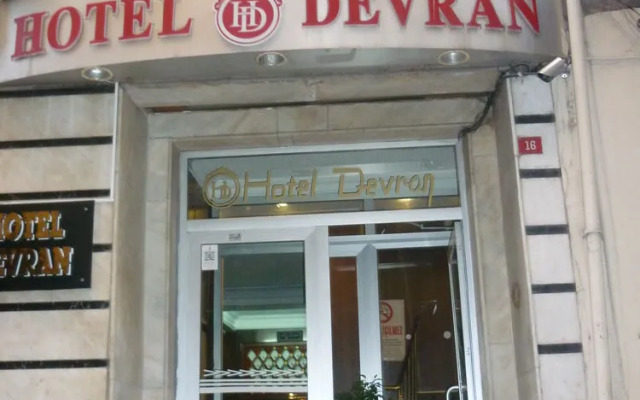 HOTEL HD DEVRAN
16
HD Hotel Devran
HOTEL
DEVRAN